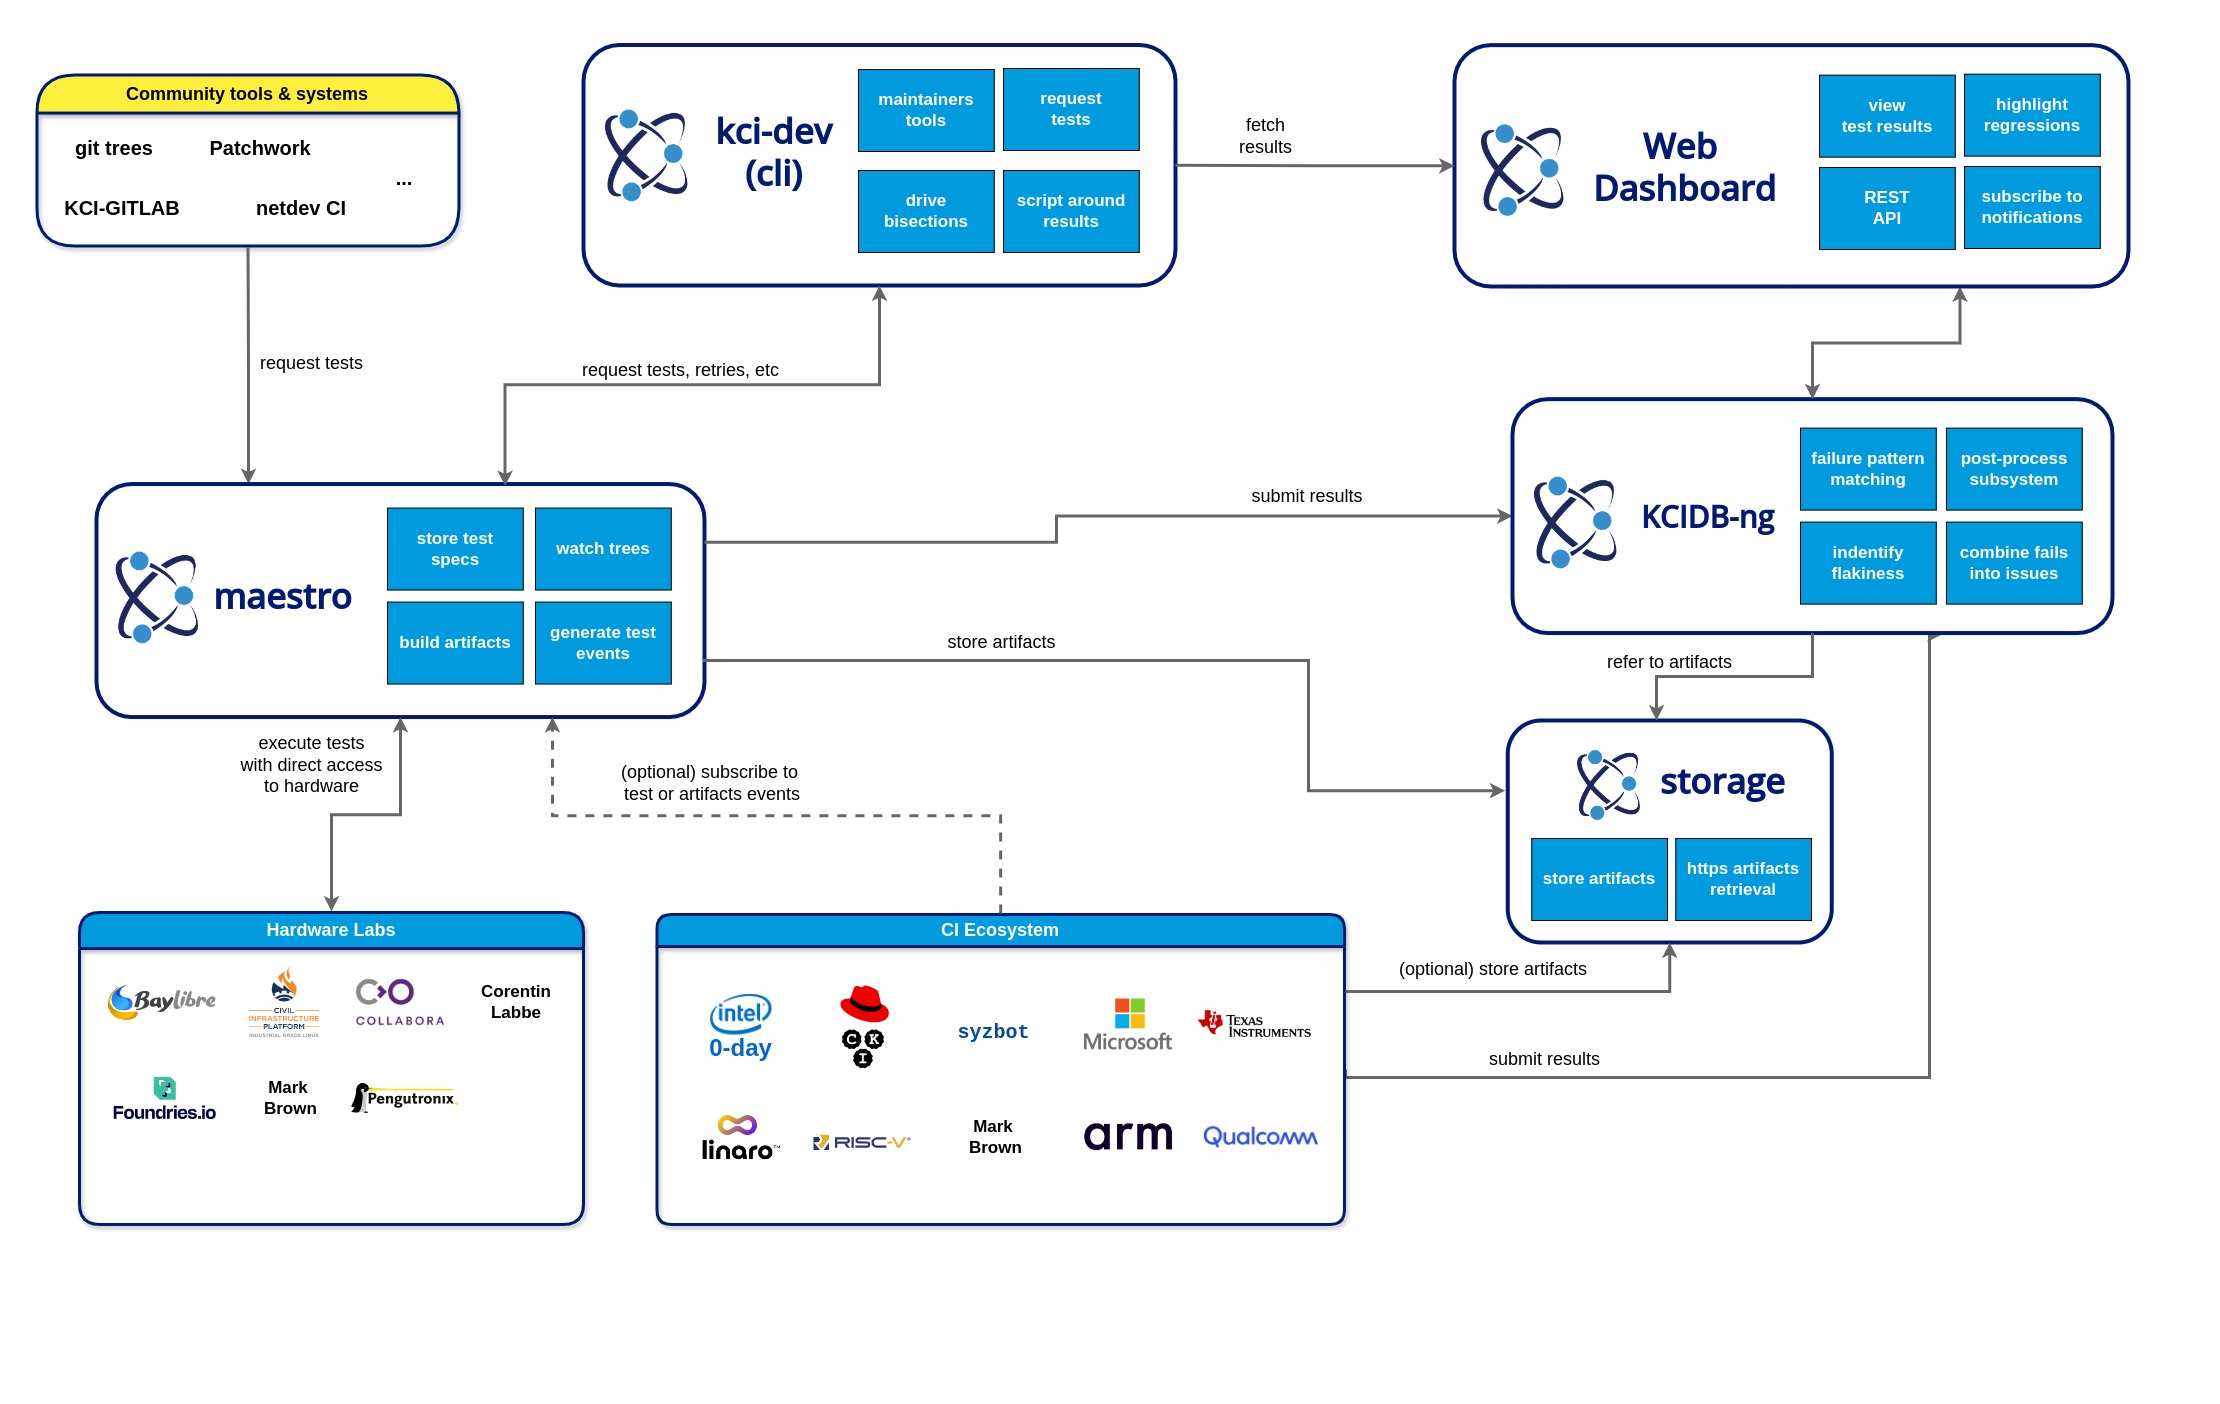 Community tools & systems
git trees
Patchwork
...
KCI-GITLAB
netdev CI
kci-dev
(cli)
maintainers
tools
request
tests
drive
bisections
script around
results
fetch
results
Web
Dashboard
view
test results
highlight
regressions
REST
API
subscribe to
notifications
request tests
request tests, retries, etc
maestro
store test
specs
watch trees
build artifacts
generate test
events
submit results
store artifacts
KCIDB-ng
failure pattern
matching
post-process
subsystem
indentify
flakiness
combine fails
into issues
refer to artifacts
storage
store artifacts
https artifacts
retrieval
execute tests
with direct access
to hardware
(optional) subscribe to
test or artifacts events
Hardware Labs
Baylibre
CIVIL
INFRASTRUCTURE
PLATFORM
INDUSTRIAL GRADE LINUX
COLLABORA
Corentin
Labbe
Foundries.io
Mark
Brown
Pengutronix
CI Ecosystem
intel
0-day
C K
I
syzbot
Microsoft
TEXAS
INSTRUMENTS
linaro™
RISC-V®
Mark
Brown
arm
Qualcomm
(optional) store artifacts
submit results